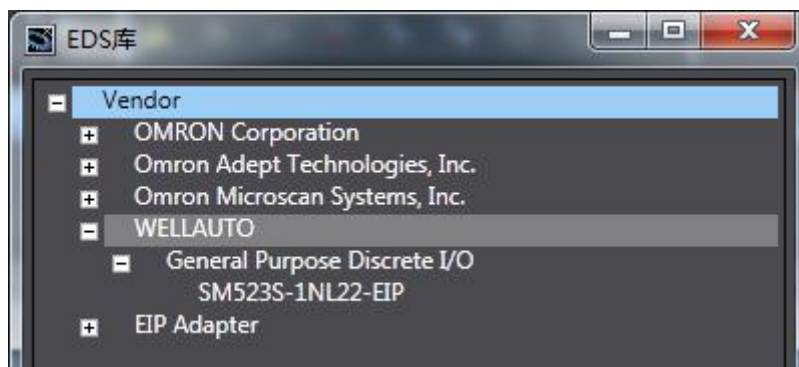 EDS库
Vendor
OMRON Corporation
Omron Adept Technologies, Inc.
Omron Microscan Systems, Inc.
WELLAUTO
General Purpose Discrete I/O
SM523S-1NL22-EIP
EIP Adapter